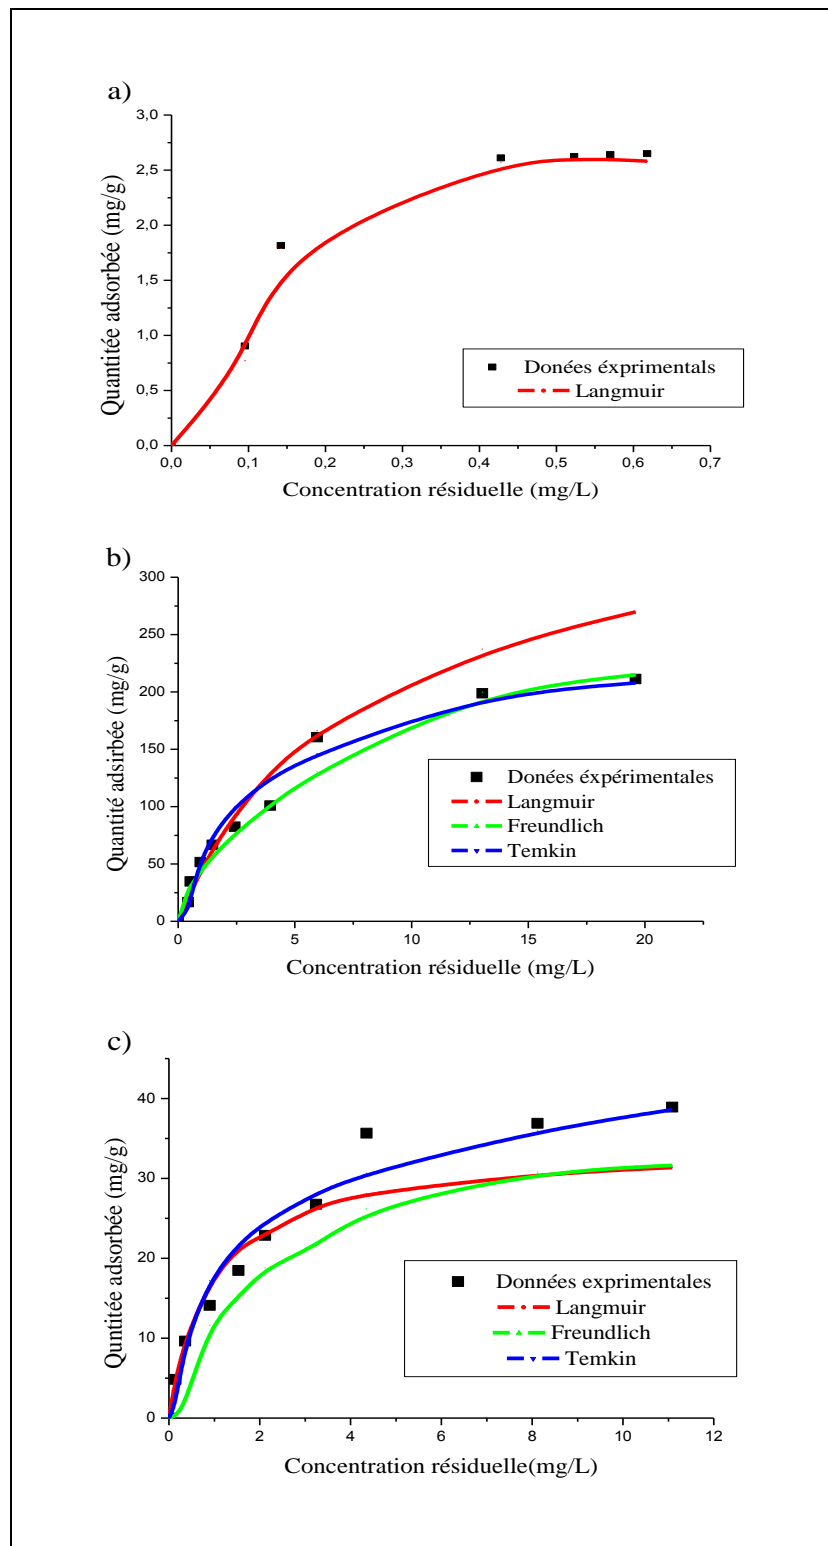 a)
3,0
2,5
2,0
1,5
1,0
0,5
0,0
Quantitée adsorbée (mg/g)
0,0 0,1 0,2 0,3 0,4 0,5 0,6 0,7
Concentration résiduelle (mg/L)
Donées éxprimentals
Langmuir
b)
300
250
200
150
100
50
0
Quantité adsirbée (mg/g)
0 5 10 15 20
Concentration résiduelle (mg/L)
Donées éxpérimentales
Langmuir
Freundlich
Temkin
c)
40
30
20
10
0
Quntitée adsorbée (mg/g)
0 2 4 6 8 10 12
Concentration résiduelle(mg/L)
Données exprimentales
Langmuir
Freundlich
Temkin